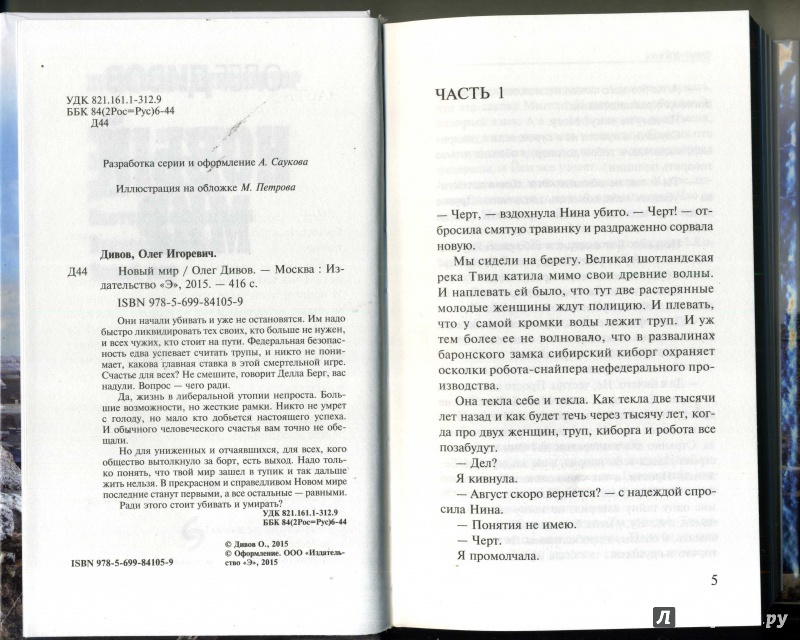 УДК 821.161.1-312.9
ББК 84(2Рос=Рус)6-44
Д44
Разработка серии и оформление А. Саукова
Иллюстрация на обложке М. Петрова
Дивов, Олег Игоревич.
Д44 Новый мир / Олег Дивов. — Москва : Из-
дательство «Э», 2015. — 416 с.
ISBN 978-5-699-84105-9
Они начали убивать и уже не остановятся. Им надо
быстро ликвидировать тех своих, кто больше не нужен,
и всех чужих, кто стоит на пути. Федеральная безопас-
ность едва успевает считать трупы, и никто не пони-
мает, какова главная ставка в этой смертельной игре.
Счастье для всех? Не смешите, говорит Делла Берг, вас
надули. Вопрос — чего ради.
Да, жизнь в либеральной утопии непроста. Боль-
шие возможности, но жесткие рамки. Никто не умрет
с голоду, но мало кто добьется настоящего успеха.
И обычного человеческого счастья вам точно не обе-
щали.
Но для униженных и отчаявшихся, для всех, кого
общество вытолкнуло за борт, есть выход. Надо толь-
ко понять, что твой мир зашел в тупик и так дальше
жить нельзя. В прекрасном и справедливом Новом мире
последние станут первыми, а все остальные — равными.
Ради этого стоит убивать и умирать?
УДК 821.161.1-312.9
ББК 84(2Рос=Рус)6-44
© Дивов О., 2015
© Оформление. ООО «Издатель-
ISBN 978-5-699-84105-9 ство «Э», 2015
ЧАСТЬ 1
— Черт, — вздохнула Нина убито. — Черт! — от-
бросила смятую травинку и раздраженно сорвала
новую.
Мы сидели на берегу. Великая шотландская
река Твид катила мимо свои древние волны.
И наплевать ей было, что тут две растерянные
молодые женщины ждут полицию. И плевать,
что у самой кромки воды лежит труп. И уж
тем более ее не волновало, что в развалинах
баронского замка сибирский киборг охраняет
осколки робота-снайпера нефедерального про-
изводства.
Она текла себе и текла. Как текла две тысячи
лет назад и как будет течь через тысячу лет, ког-
да про двух женщин, труп, киборга и робота все
позабудут.
— Дел?
Я кивнула.
— Август скоро вернется? — с надеждой спро-
сила Нина.
— Понятия не имею.
— Черт.
Я промолчала.
5